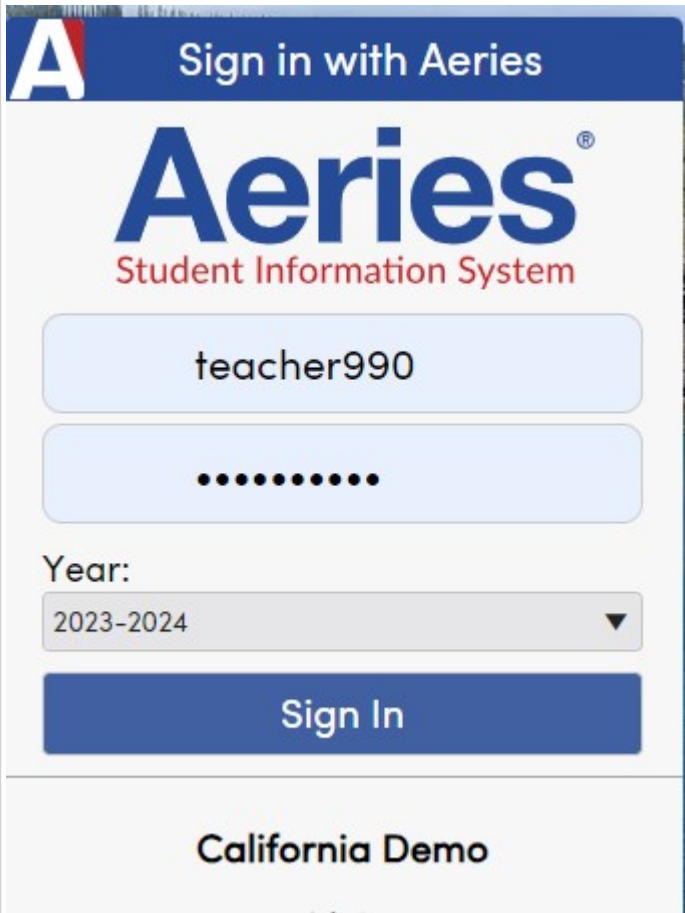 A Sign in with Aeries
Aeries®
Student Information System
teacher990
••••••••••
Year:
2023-2024
Sign In
California Demo